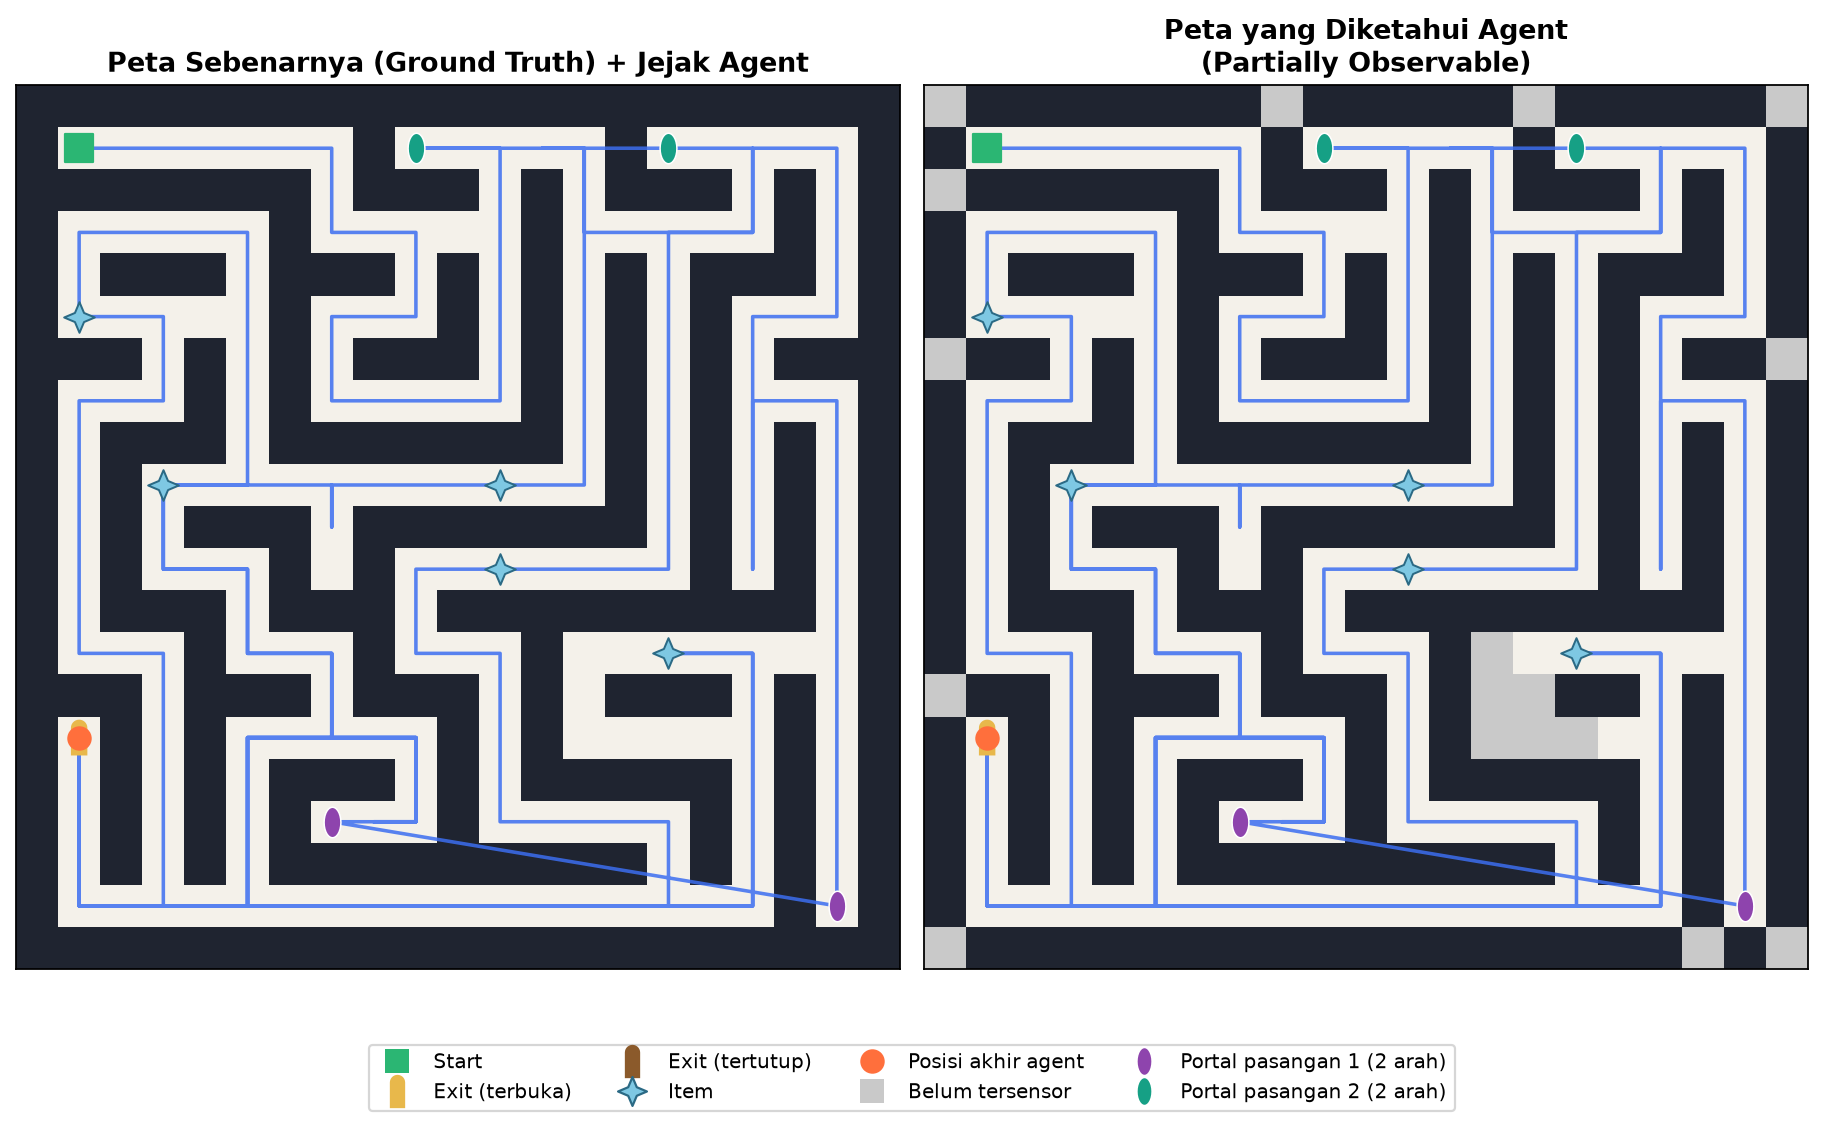 Peta Sebenarnya (Ground Truth) + Jejak Agent
Peta yang Diketahui Agent
(Partially Observable)
Start
Exit (terbuka)
Exit (tertutup)
Item
Posisi akhir agent
Belum tersensor
Portal pasangan 1 (2 arah)
Portal pasangan 2 (2 arah)